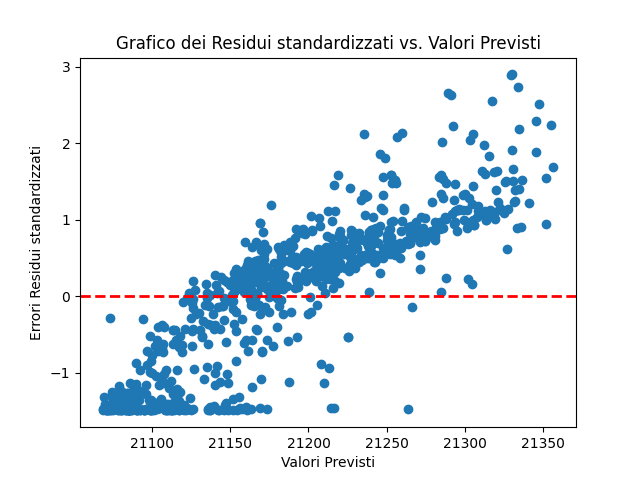 Grafico dei Residui standardizzati vs. Valori Previsti
3
2
1
0
−1
Errori Residui standardizzati
21100 21150 21200 21250 21300 21350
Valori Previsti